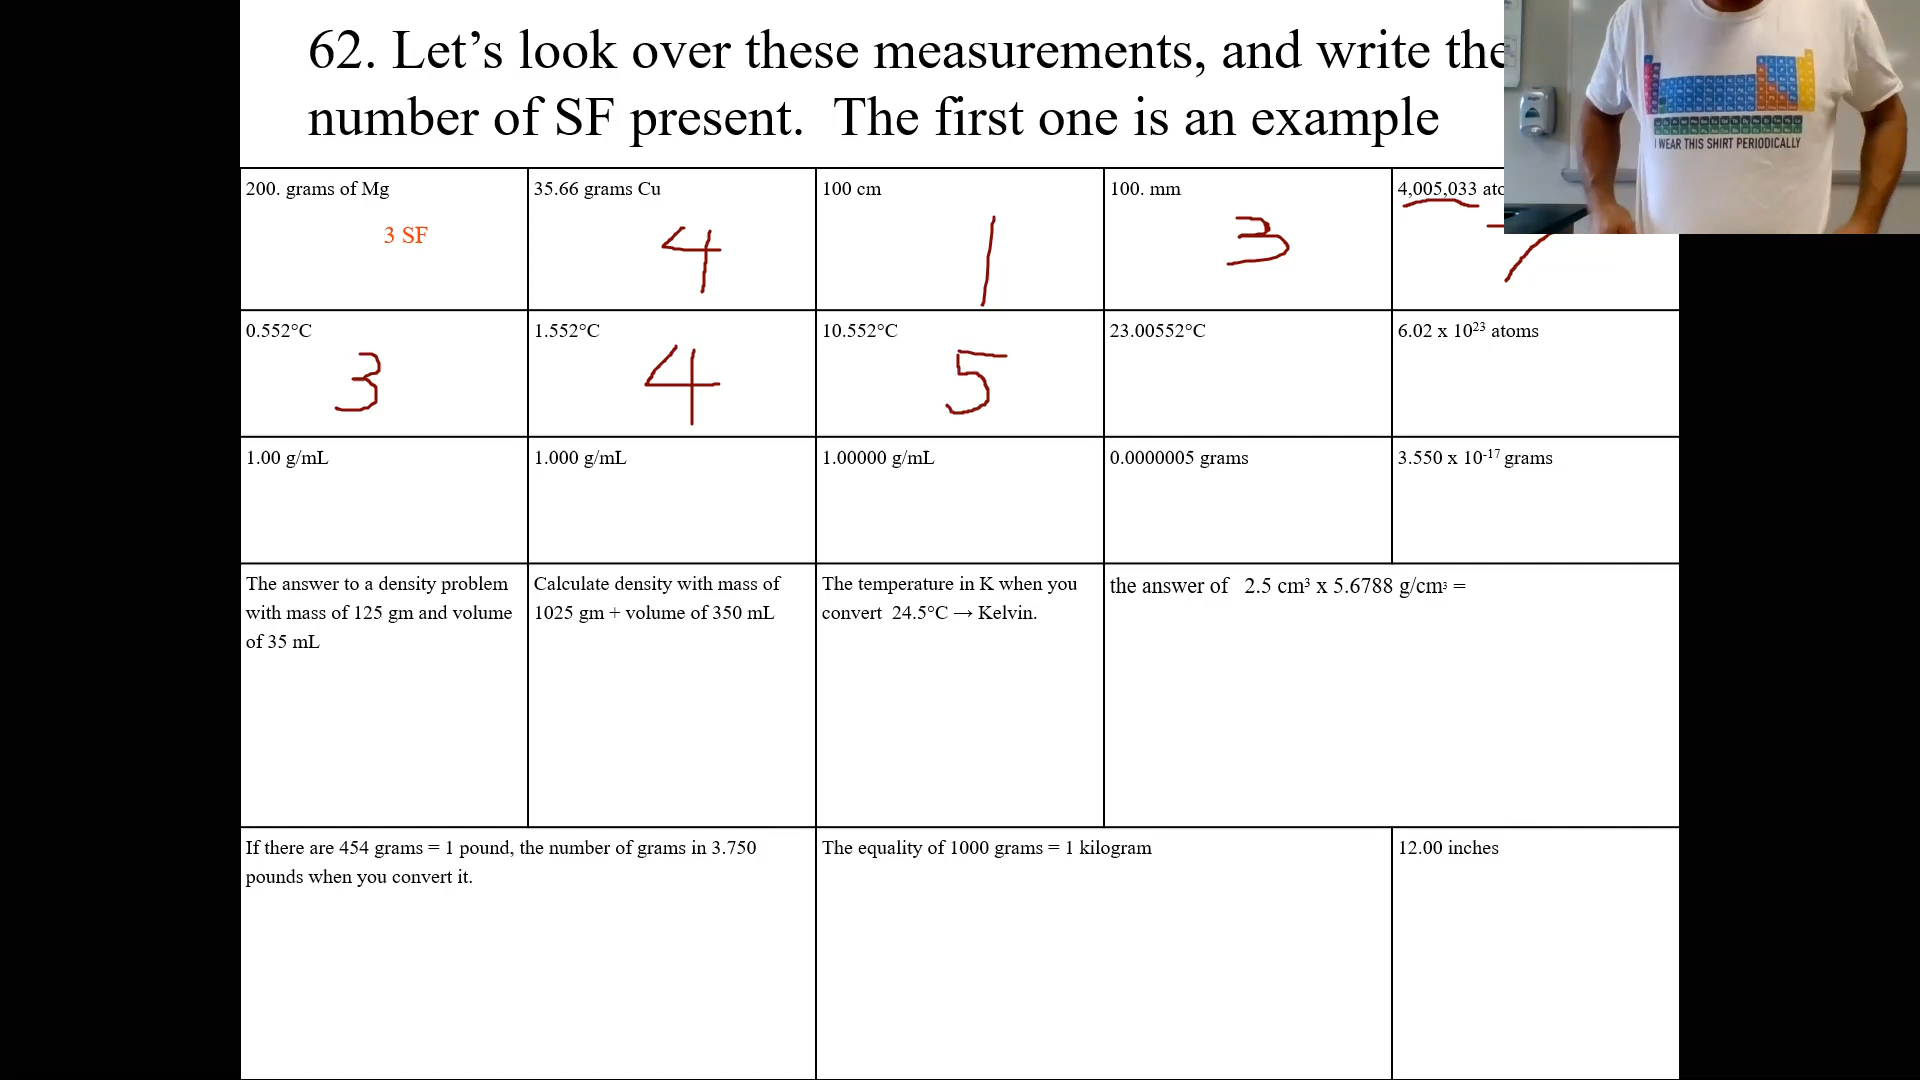 62. Let’s look over these measurements, and write the
number of SF present.  The first one is an example
200. grams of Mg
3 SF
35.66 grams Cu
4
100 cm
1
100. mm
3
4,005,033
7
0.552°C
3
1.552°C
4
10.552°C
5
23.00552°C
6.02 x 10²³ atoms
1.00 g/mL
1.000 g/mL
1.00000 g/mL
0.0000005 grams
3.550 x 10⁻¹⁷ grams
The answer to a density problem
with mass of 125 gm and volume
of 35 mL
Calculate density with mass of
1025 gm + volume of 350 mL
The temperature in K when you
convert  24.5°C → Kelvin.
the answer of   2.5 cm³ x 5.6788 g/cm³ =
If there are 454 grams = 1 pound, the number of grams in 3.750
pounds when you convert it.
The equality of 1000 grams = 1 kilogram
12.00 inches
I WEAR THIS SHIRT PERIODICALLY